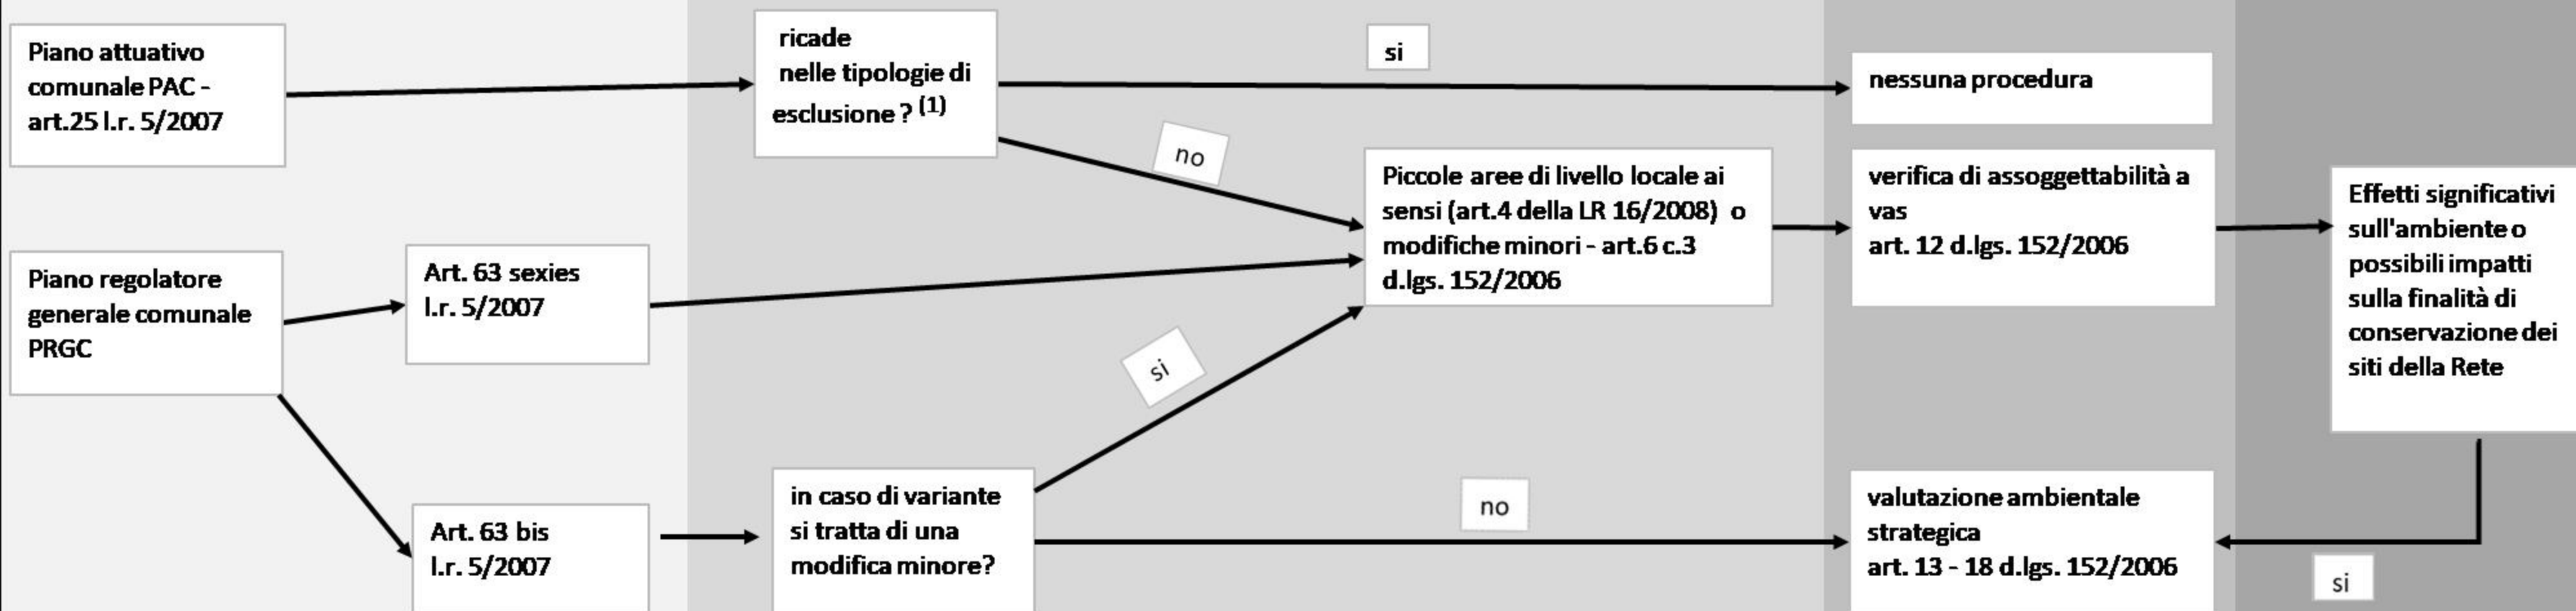 Piano attuativo
comunale PAC -
art.25 l.r. 5/2007
ricade
nelle tipologie di
esclusione ? (1)
si
nessuna procedura
no
Piccole aree di livello locale ai
sensi (art.4 della LR 16/2008) o
modifiche minori - art.6 c.3
d.lgs. 152/2006
verifica di assoggettabilità a
vas
art. 12 d.lgs. 152/2006
Effetti significativi
sull'ambiente o
possibili impatti
sulla finalità di
conservazione dei
siti della Rete
Piano regolatore
generale comunale
PRGC
Art. 63 sexies
l.r. 5/2007
si
Art. 63 bis
l.r. 5/2007
in caso di variante
si tratta di una
modifica minore?
no
valutazione ambientale
strategica
art. 13 - 18 d.lgs. 152/2006
si